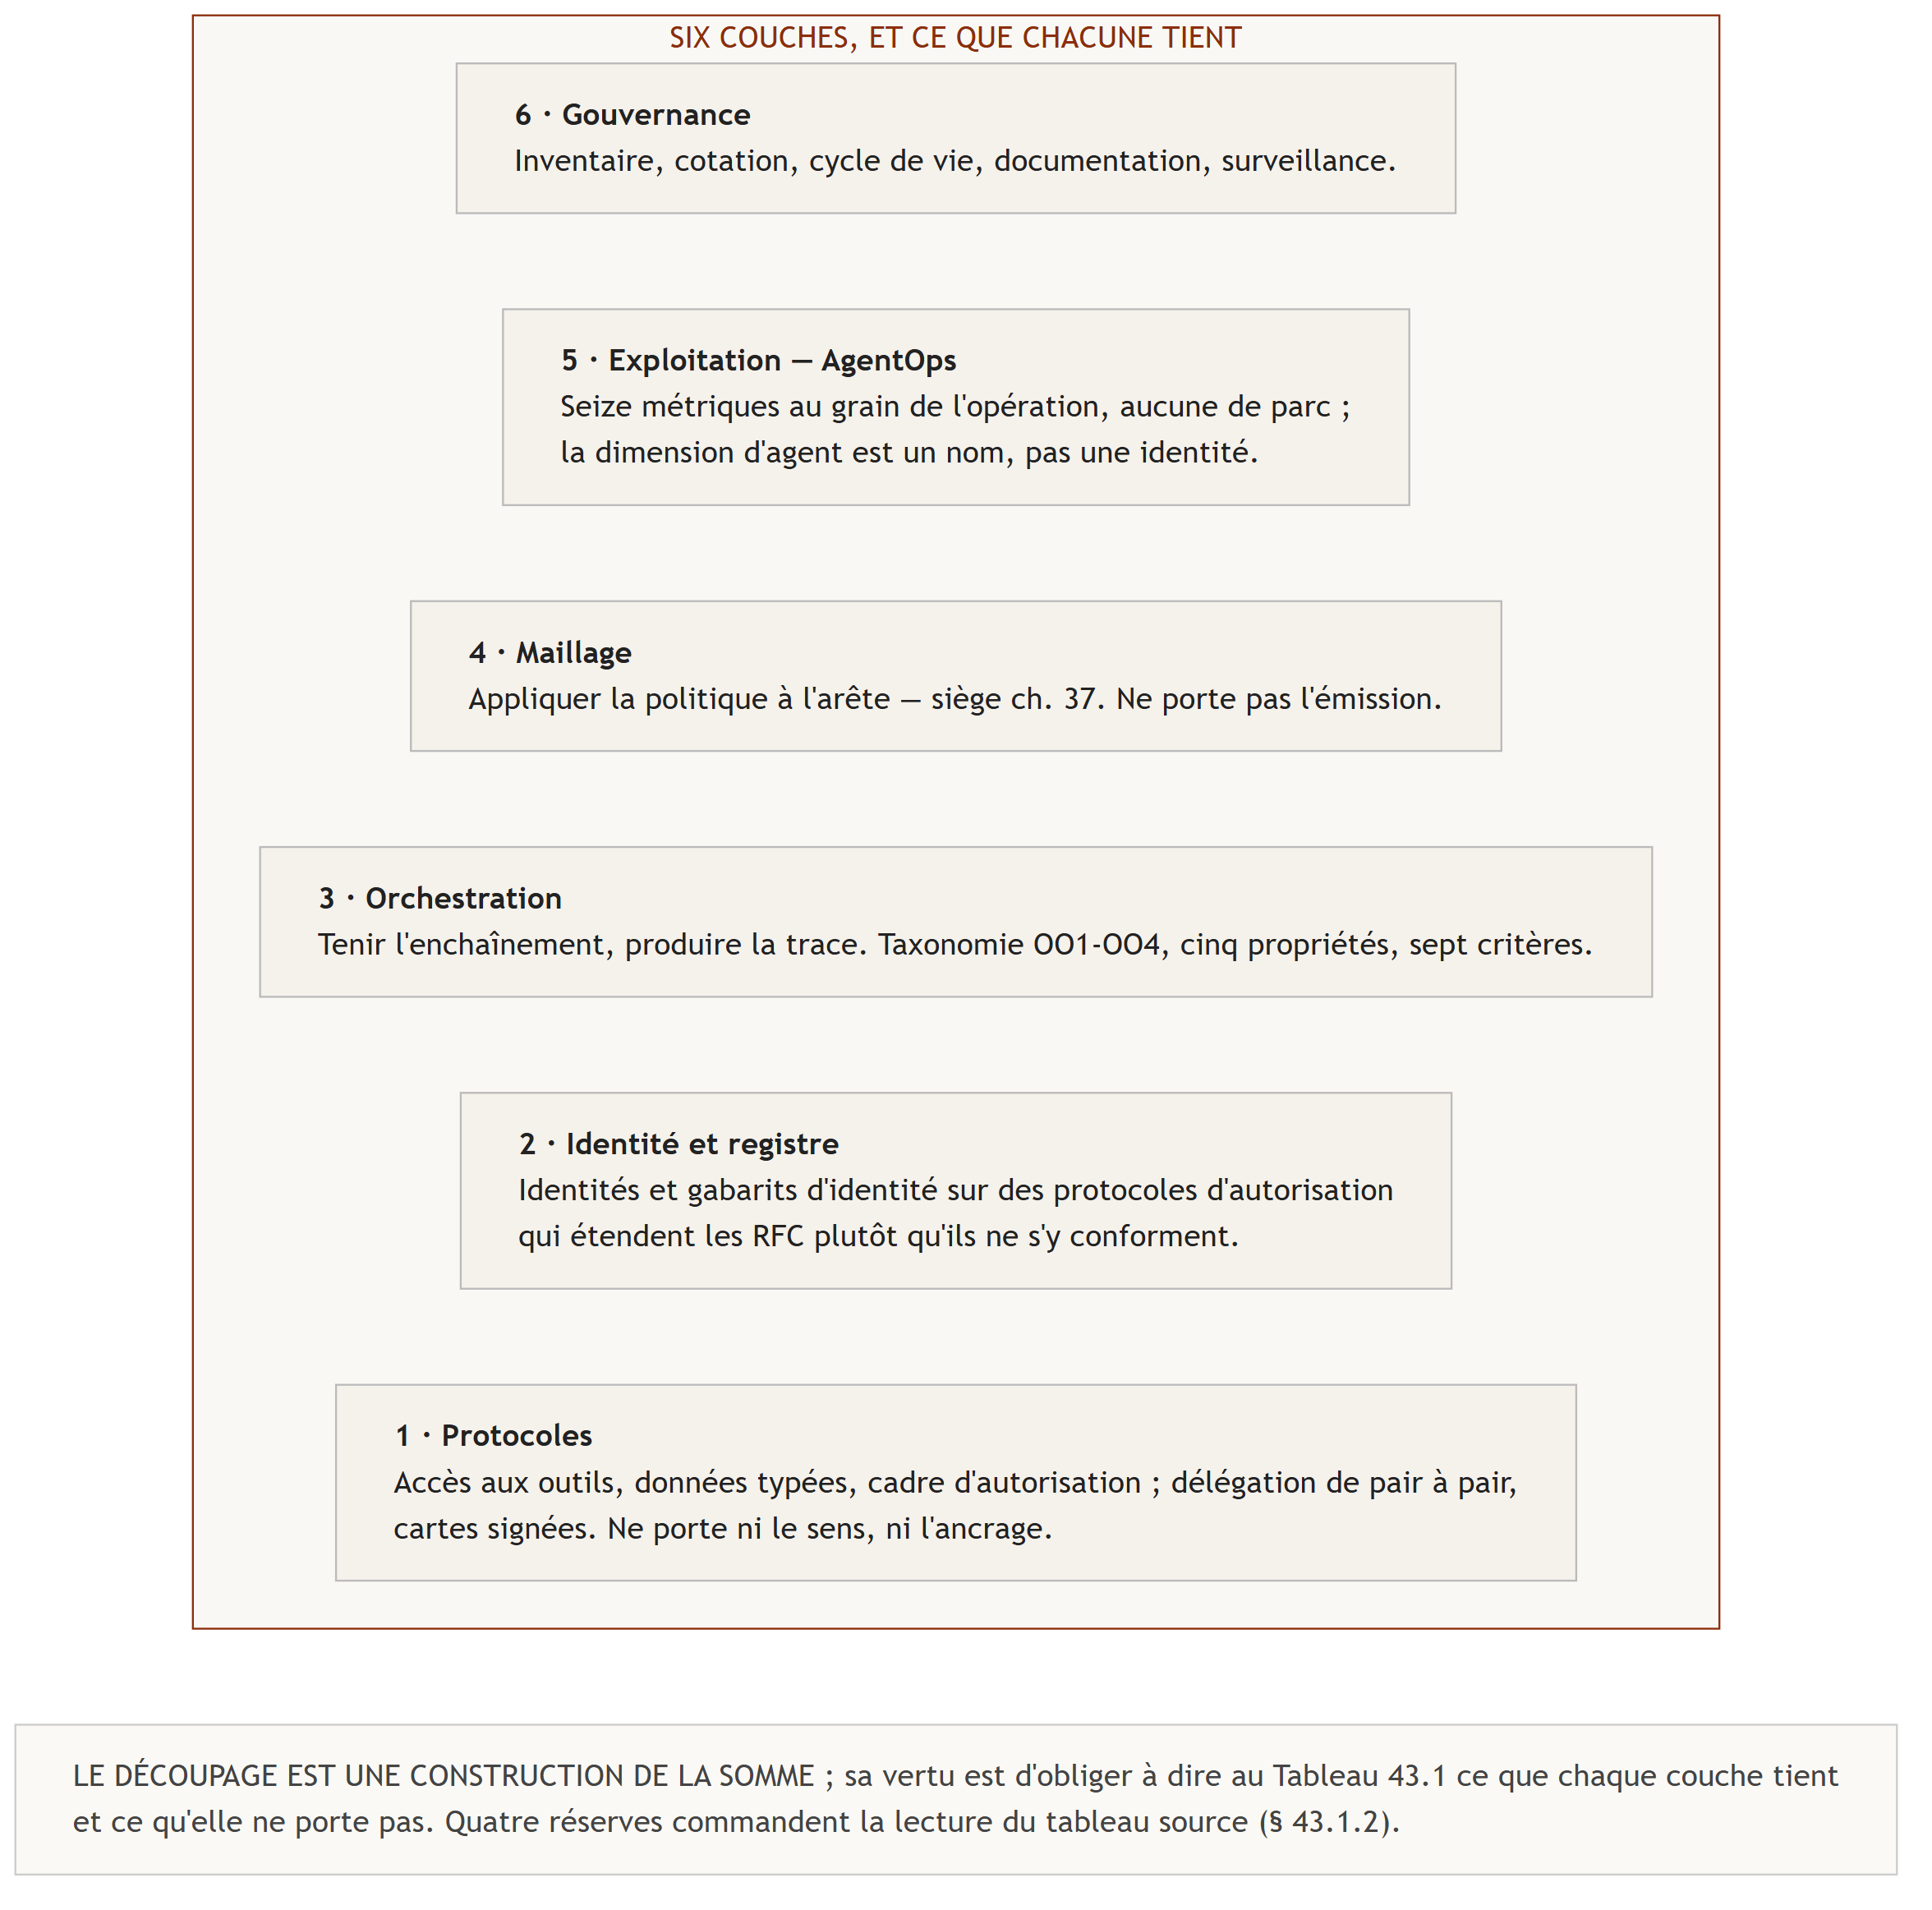 SIX COUCHES, ET CE QUE CHACUNE TIENT
6 · Gouvernance
Inventaire, cotation, cycle de vie, documentation, surveillance.
5 · Exploitation — AgentOps
Seize métriques au grain de l'opération, aucune de parc ;
la dimension d'agent est un nom, pas une identité.
4 · Maillage
Appliquer la politique à l'arête — siège ch. 37. Ne porte pas l'émission.
3 · Orchestration
Tenir l'enchaînement, produire la trace. Taxonomie OO1-OO4, cinq propriétés, sept critères.
2 · Identité et registre
Identités et gabarits d'identité sur des protocoles d'autorisation
qui étendent les RFC plutôt qu'ils ne s'y conforment.
1 · Protocoles
Accès aux outils, données typées, cadre d'autorisation ; délégation de pair à pair,
cartes signées. Ne porte ni le sens, ni l'ancrage.
LE DÉCOUPAGE EST UNE CONSTRUCTION DE LA SOMME ; sa vertu est d'obliger à dire au Tableau 43.1 ce que chaque couche tient
et ce qu'elle ne porte pas. Quatre réserves commandent la lecture du tableau source (§ 43.1.2).